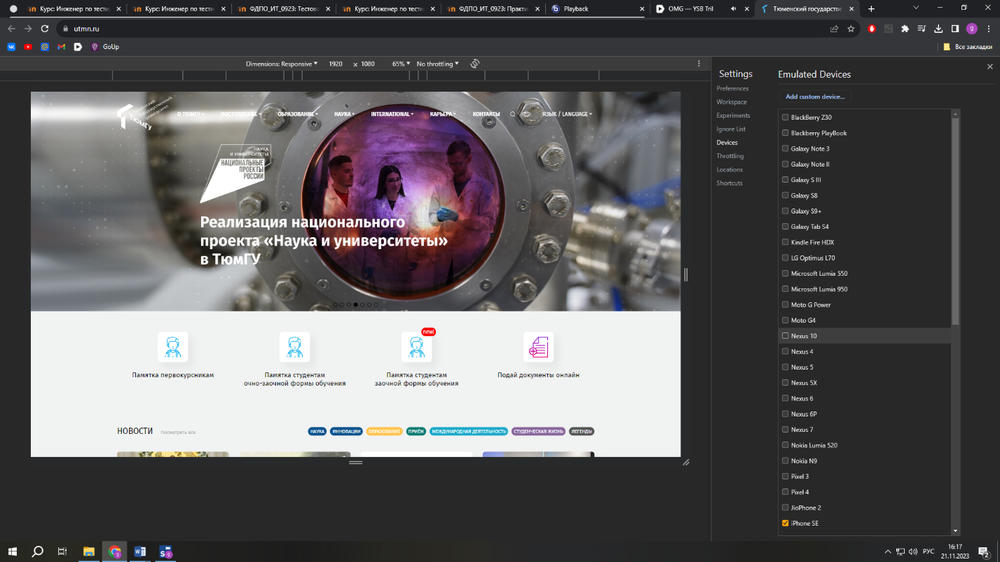 Курс: Инженер по тести
Курс: Инженер по тести
ФДПО_ИТ_0923: Тестова
Курс: Инженер по тести
ФДПО_ИТ_0923: Практи
Playback
OMG — YSB Tril
Тюменский государстве
utmn.ru
GoUp
Все закладки
Dimensions: Responsive
1920 x 1080
65%
No throttling
Settings
Preferences
Workspace
Experiments
Ignore List
Devices
Throttling
Locations
Shortcuts
Emulated Devices
Add custom device...
BlackBerry Z30
Blackberry PlayBook
Galaxy Note 3
Galaxy Note II
Galaxy S III
Galaxy S8
Galaxy S9+
Galaxy Tab S4
Kindle Fire HDX
LG Optimus L70
Microsoft Lumia 550
Microsoft Lumia 950
Moto G Power
Moto G4
Nexus 10
Nexus 4
Nexus 5
Nexus 5X
Nexus 6
Nexus 6P
Nexus 7
Nokia Lumia 520
Nokia N9
Pixel 3
Pixel 4
JioPhone 2
iPhone SE
ТюмГУ
О ТЮМГУ
ПОСТУПЛЕНИЕ
ОБРАЗОВАНИЕ
НАУКА
INTERNATIONAL
КАРЬЕРА
КОНТАКТЫ
ЯЗЫК / LANGUAGE
НАУКА
И УНИВЕРСИТЕТЫ
НАЦИОНАЛЬНЫЕ
ПРОЕКТЫ
РОССИИ
Реализация национального
проекта «Наука и университеты»
в ТюмГУ
new!
Памятка первокурсникам
Памятка студентам
очно-заочной формы обучения
Памятка студентам
заочной формы обучения
Подай документы онлайн
НОВОСТИ
Посмотреть все
НАУКА
ИННОВАЦИИ
ОБРАЗОВАНИЕ
ПРИЁМ
МЕЖДУНАРОДНАЯ ДЕЯТЕЛЬНОСТЬ
СТУДЕНЧЕСКАЯ ЖИЗНЬ
ЛЕГЕНДЫ
РУС
16:17
21.11.2023
2